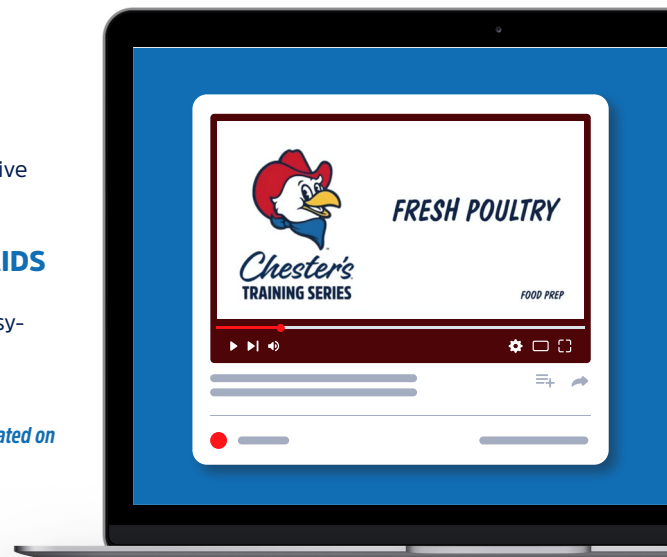 ive
IDS
sy-
ated on
FRESH POULTRY
Chester's
TRAINING SERIES
FOOD PREP